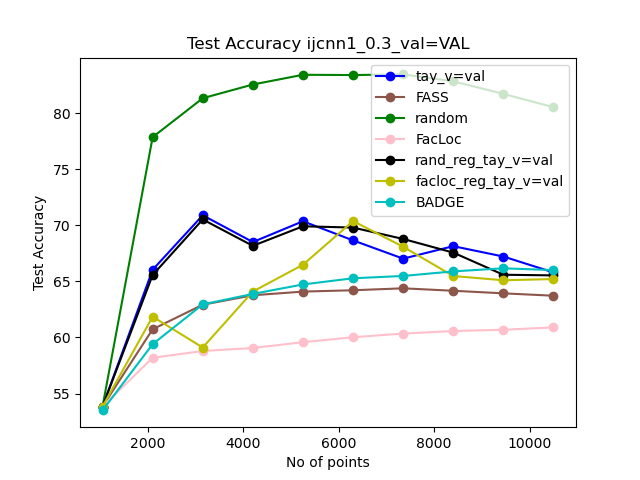 Test Accuracy ijcnn1_0.3_val=VAL
tay_v=val
FASS
random
FacLoc
rand_reg_tay_v=val
facloc_reg_tay_v=val
BADGE
80
75
70
65
60
55
Test Accuracy
2000 4000 6000 8000 10000
No of points